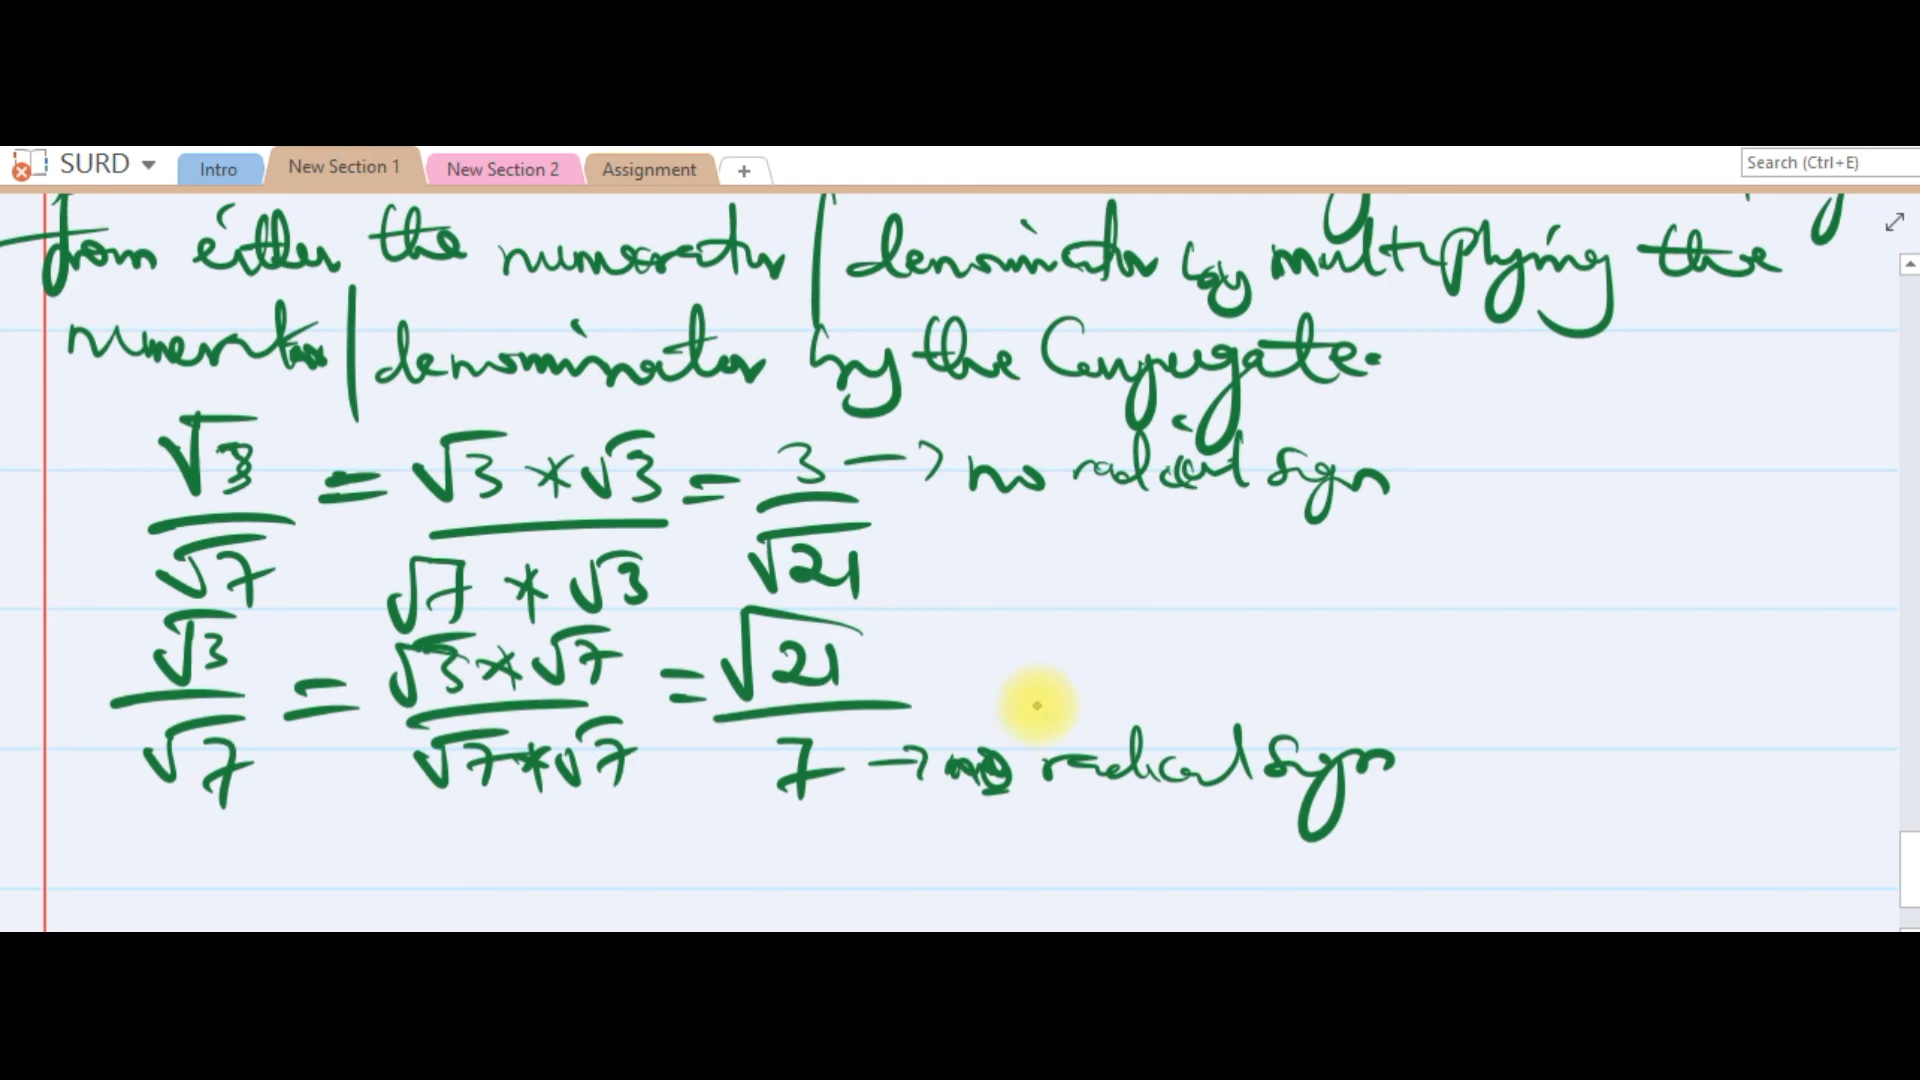 SURD Intro New Section 1 New Section 2 Assignment + Search (Ctrl+E)
from either the numerator | denominator by multiplying the
numerator | denominator by the Conjugate.
√3/√7 = √3 * √3 / √7 * √3 = 3/√21 → no radical sign
√3/√7 = √3 * √7 / √7 * √7 = √21/7 → no radical sign